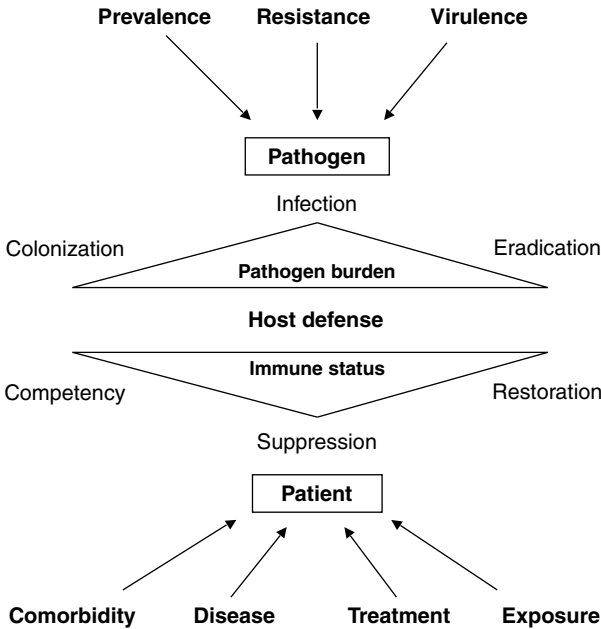 Prevalence Resistance Virulence
Pathogen
Infection
Colonization Eradication
Pathogen burden
Host defense
Immune status
Competency Restoration
Suppression
Patient
Comorbidity Disease Treatment Exposure